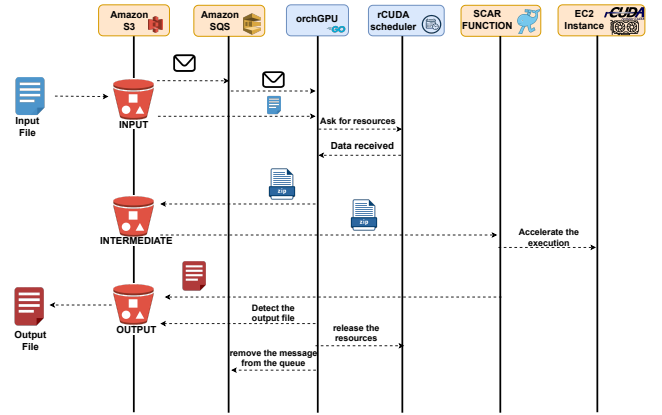 Amazon
S3
Amazon
SQS
orchGPU
GO
rCUDA
scheduler
SCAR
FUNCTION
EC2
Instance
rCUDA
Input
File
INPUT
Ask for resources
Data received
zip
zip
INTERMEDIATE
Accelerate the
execution
Output
File
OUTPUT
Detect the
output file
release the
resources
remove the message
from the queue